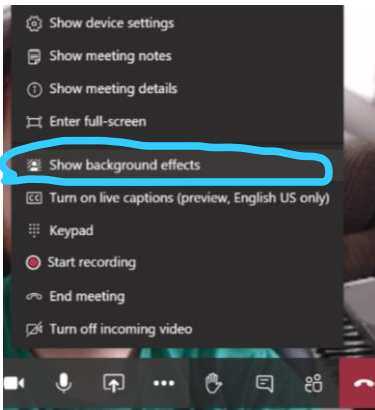 Show device settings
Show meeting notes
Show meeting details
Enter full-screen
Show background effects
CC Turn on live captions (preview, English US only)
Keypad
Start recording
End meeting
Turn off incoming video